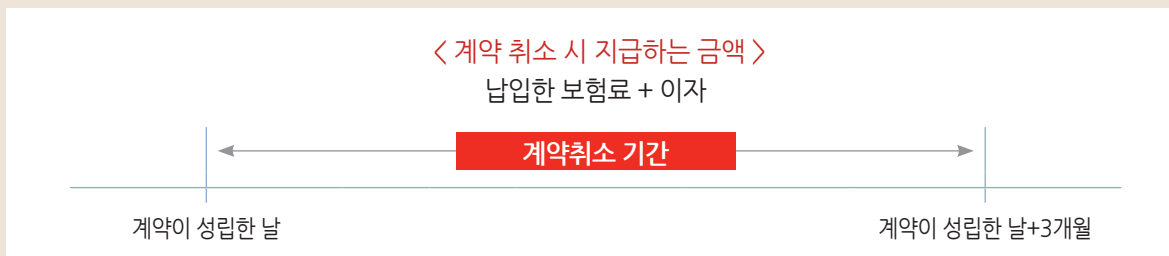 < 계약 취소 시 지급하는 금액 >
납입한 보험료 + 이자
계약취소 기간
계약이 성립한 날
계약이 성립한 날+3개월